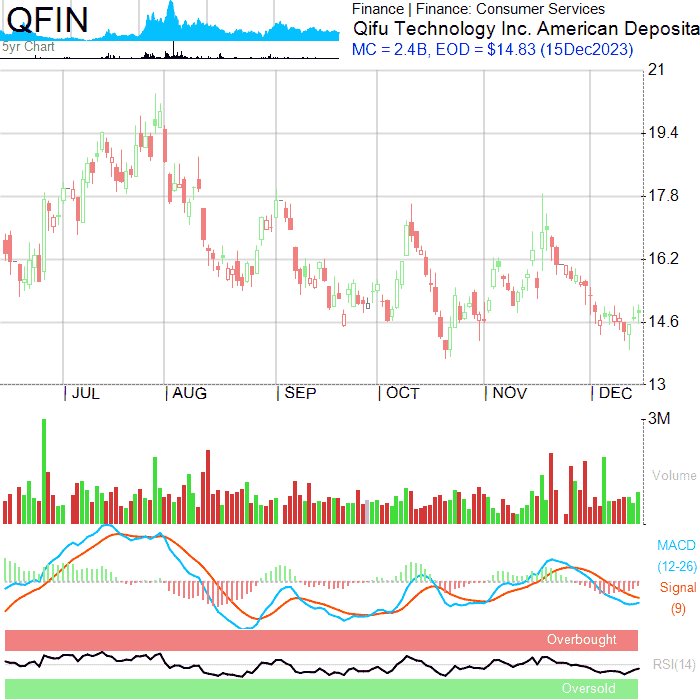 QFIN
5yr Chart
Finance | Finance: Consumer Services
Qifu Technology Inc. American Deposita
MC = 2.4B, EOD = $14.83 (15Dec2023)
21
19.4
17.8
16.2
14.6
13
| JUL | AUG | SEP | OCT | NOV | DEC
3M
Volume
MACD
(12-26)
Signal
(9)
Overbought
RSI(14)
Oversold